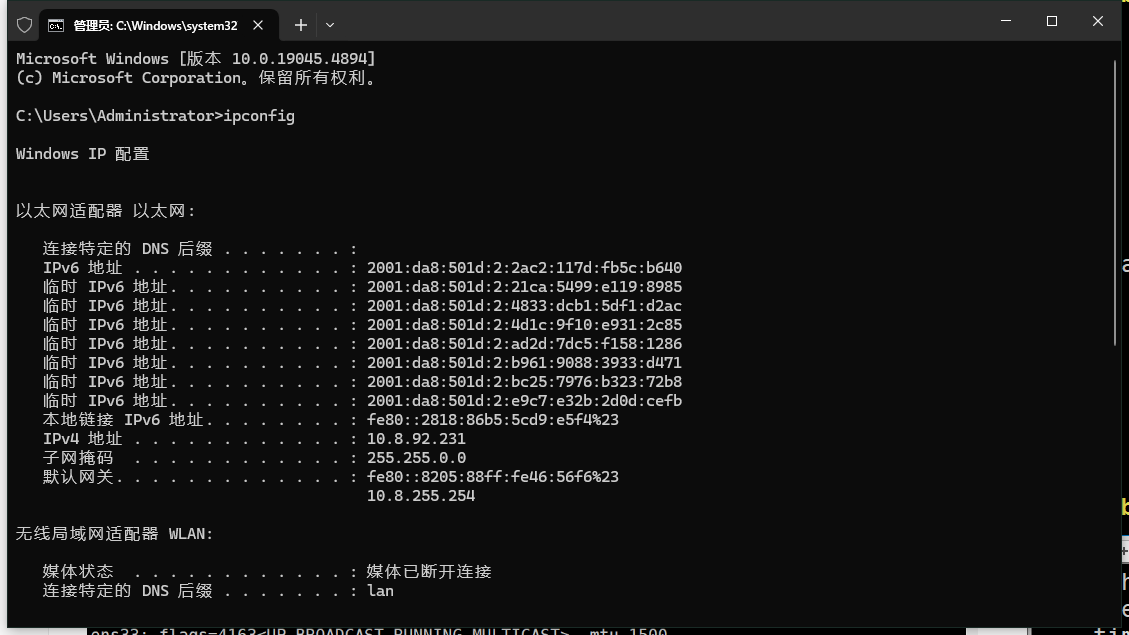 管理员: C:\Windows\system32
Microsoft Windows [版本 10.0.19045.4894]
(c) Microsoft Corporation。保留所有权利。
C:\Users\Administrator>ipconfig
Windows IP 配置
以太网适配器 以太网:
连接特定的 DNS 后缀 . . . . . . . :
IPv6 地址 . . . . . . . . . . . . : 2001:da8:501d:2:2ac2:117d:fb5c:b640
临时 IPv6 地址. . . . . . . . . . : 2001:da8:501d:2:21ca:5499:e119:8985
临时 IPv6 地址. . . . . . . . . . : 2001:da8:501d:2:4833:dcb1:5df1:d2ac
临时 IPv6 地址. . . . . . . . . . : 2001:da8:501d:2:4d1c:9f10:e931:2c85
临时 IPv6 地址. . . . . . . . . . : 2001:da8:501d:2:ad2d:7dc5:f158:1286
临时 IPv6 地址. . . . . . . . . . : 2001:da8:501d:2:b961:9088:3933:d471
临时 IPv6 地址. . . . . . . . . . : 2001:da8:501d:2:bc25:7976:b323:72b8
临时 IPv6 地址. . . . . . . . . . : 2001:da8:501d:2:e9c7:e32b:2d0d:cefb
本地链接 IPv6 地址. . . . . . . . : fe80::2818:86b5:5cd9:e5f4%23
IPv4 地址 . . . . . . . . . . . . : 10.8.92.231
子网掩码  . . . . . . . . . . . . : 255.255.0.0
默认网关. . . . . . . . . . . . . : fe80::8205:88ff:fe46:56f6%23
10.8.255.254
无线局域网适配器 WLAN:
媒体状态  . . . . . . . . . . . . : 媒体已断开连接
连接特定的 DNS 后缀 . . . . . . . : lan
ens33: flags=4163<UP,BROADCAST,RUNNING,MULTICAST>  mtu 1500